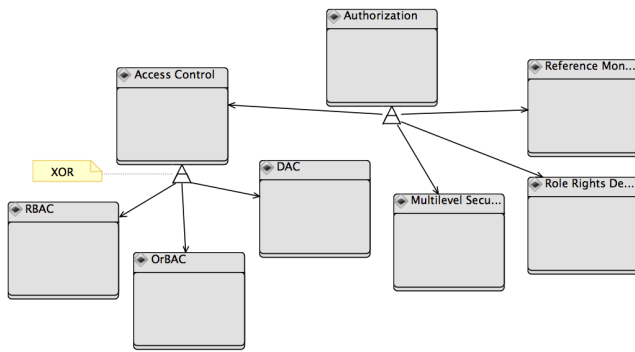 Authorization
Access Control
Reference Mon...
XOR
DAC
Role Rights De...
Multilevel Secu...
RBAC
OrBAC